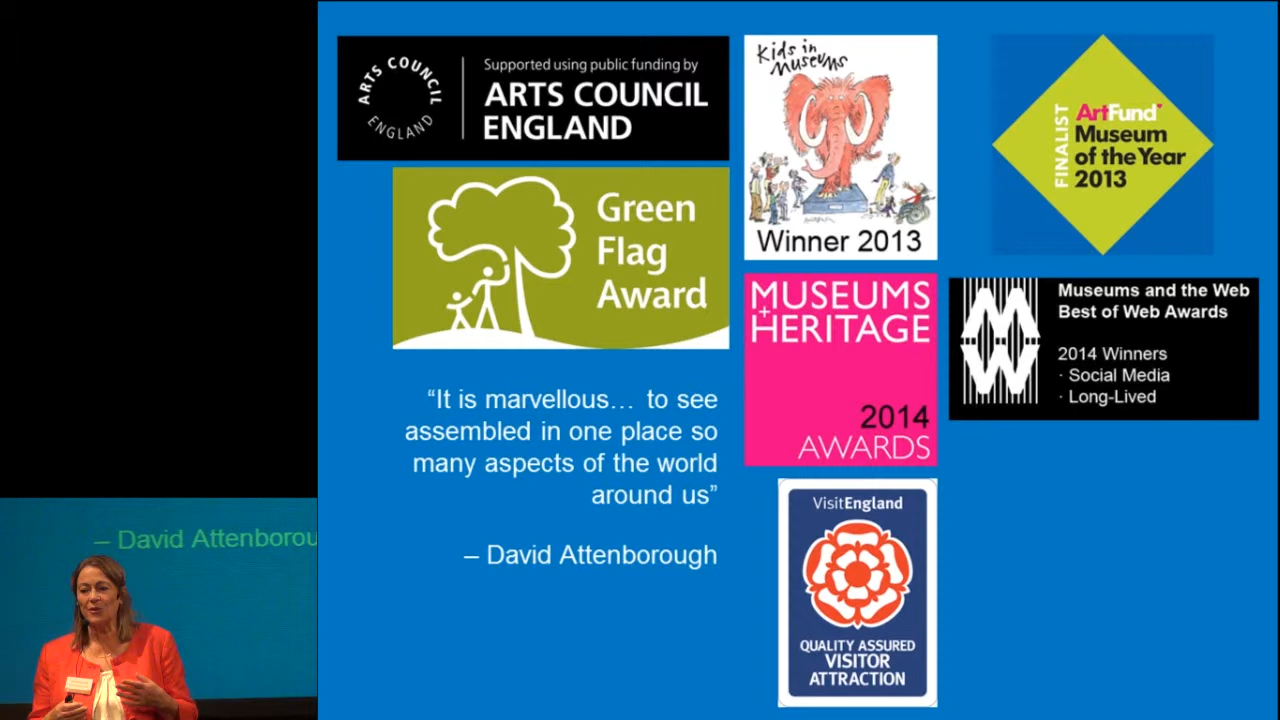 ARTS COUNCIL
ENGLAND
Supported using public funding by
ARTS COUNCIL
ENGLAND
Kids in
Museums
Winner 2013
FINALIST
ArtFund
Museum
of the Year
2013
Green
Flag
Award
MUSEUMS
+
HERITAGE
2014
AWARDS
MW
Museums and the Web
Best of Web Awards
2014 Winners
· Social Media
· Long-Lived
“It is marvellous… to see
assembled in one place so
many aspects of the world
around us”
– David Attenborough
VisitEngland
QUALITY ASSURED
VISITOR
ATTRACTION
– David Attenborou